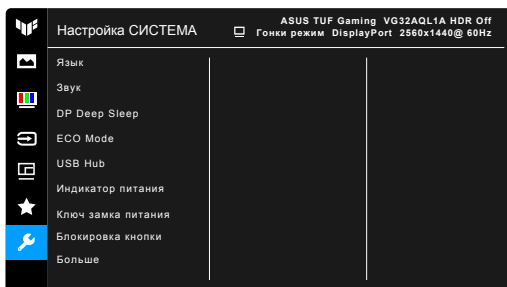 Настройка СИСТЕМА
ASUS TUF Gaming VG32AQL1A HDR Off
Гонки режим DisplayPort 2560x1440@ 60Hz
Язык
Звук
DP Deep Sleep
ECO Mode
USB Hub
Индикатор питания
Ключ замка питания
Блокировка кнопки
Больше